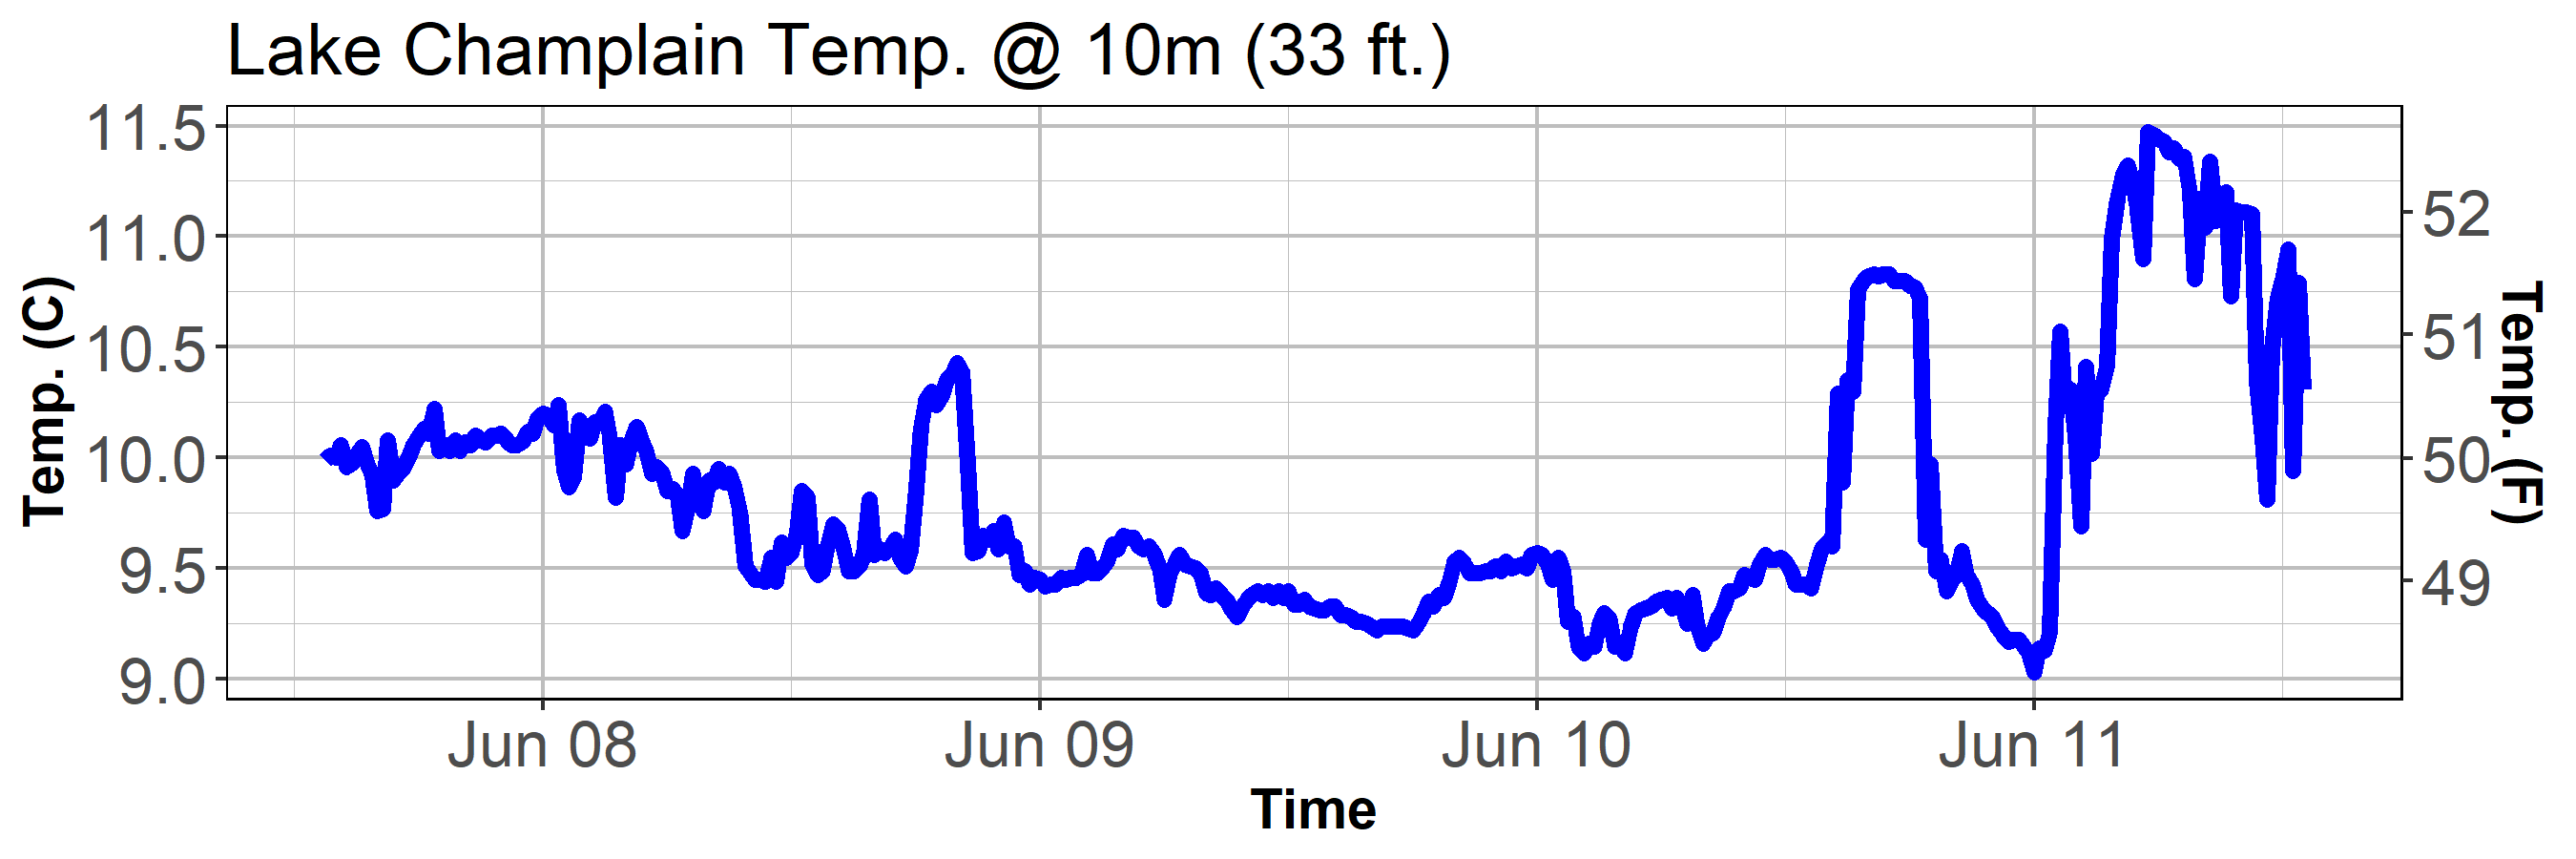 Lake Champlain Temp. @ 10m (33 ft.)
Temp. (C)
11.5
11.0
10.5
10.0
9.5
9.0
52
51
50
49
Temp. (F)
Jun 08
Jun 09
Jun 10
Jun 11
Time